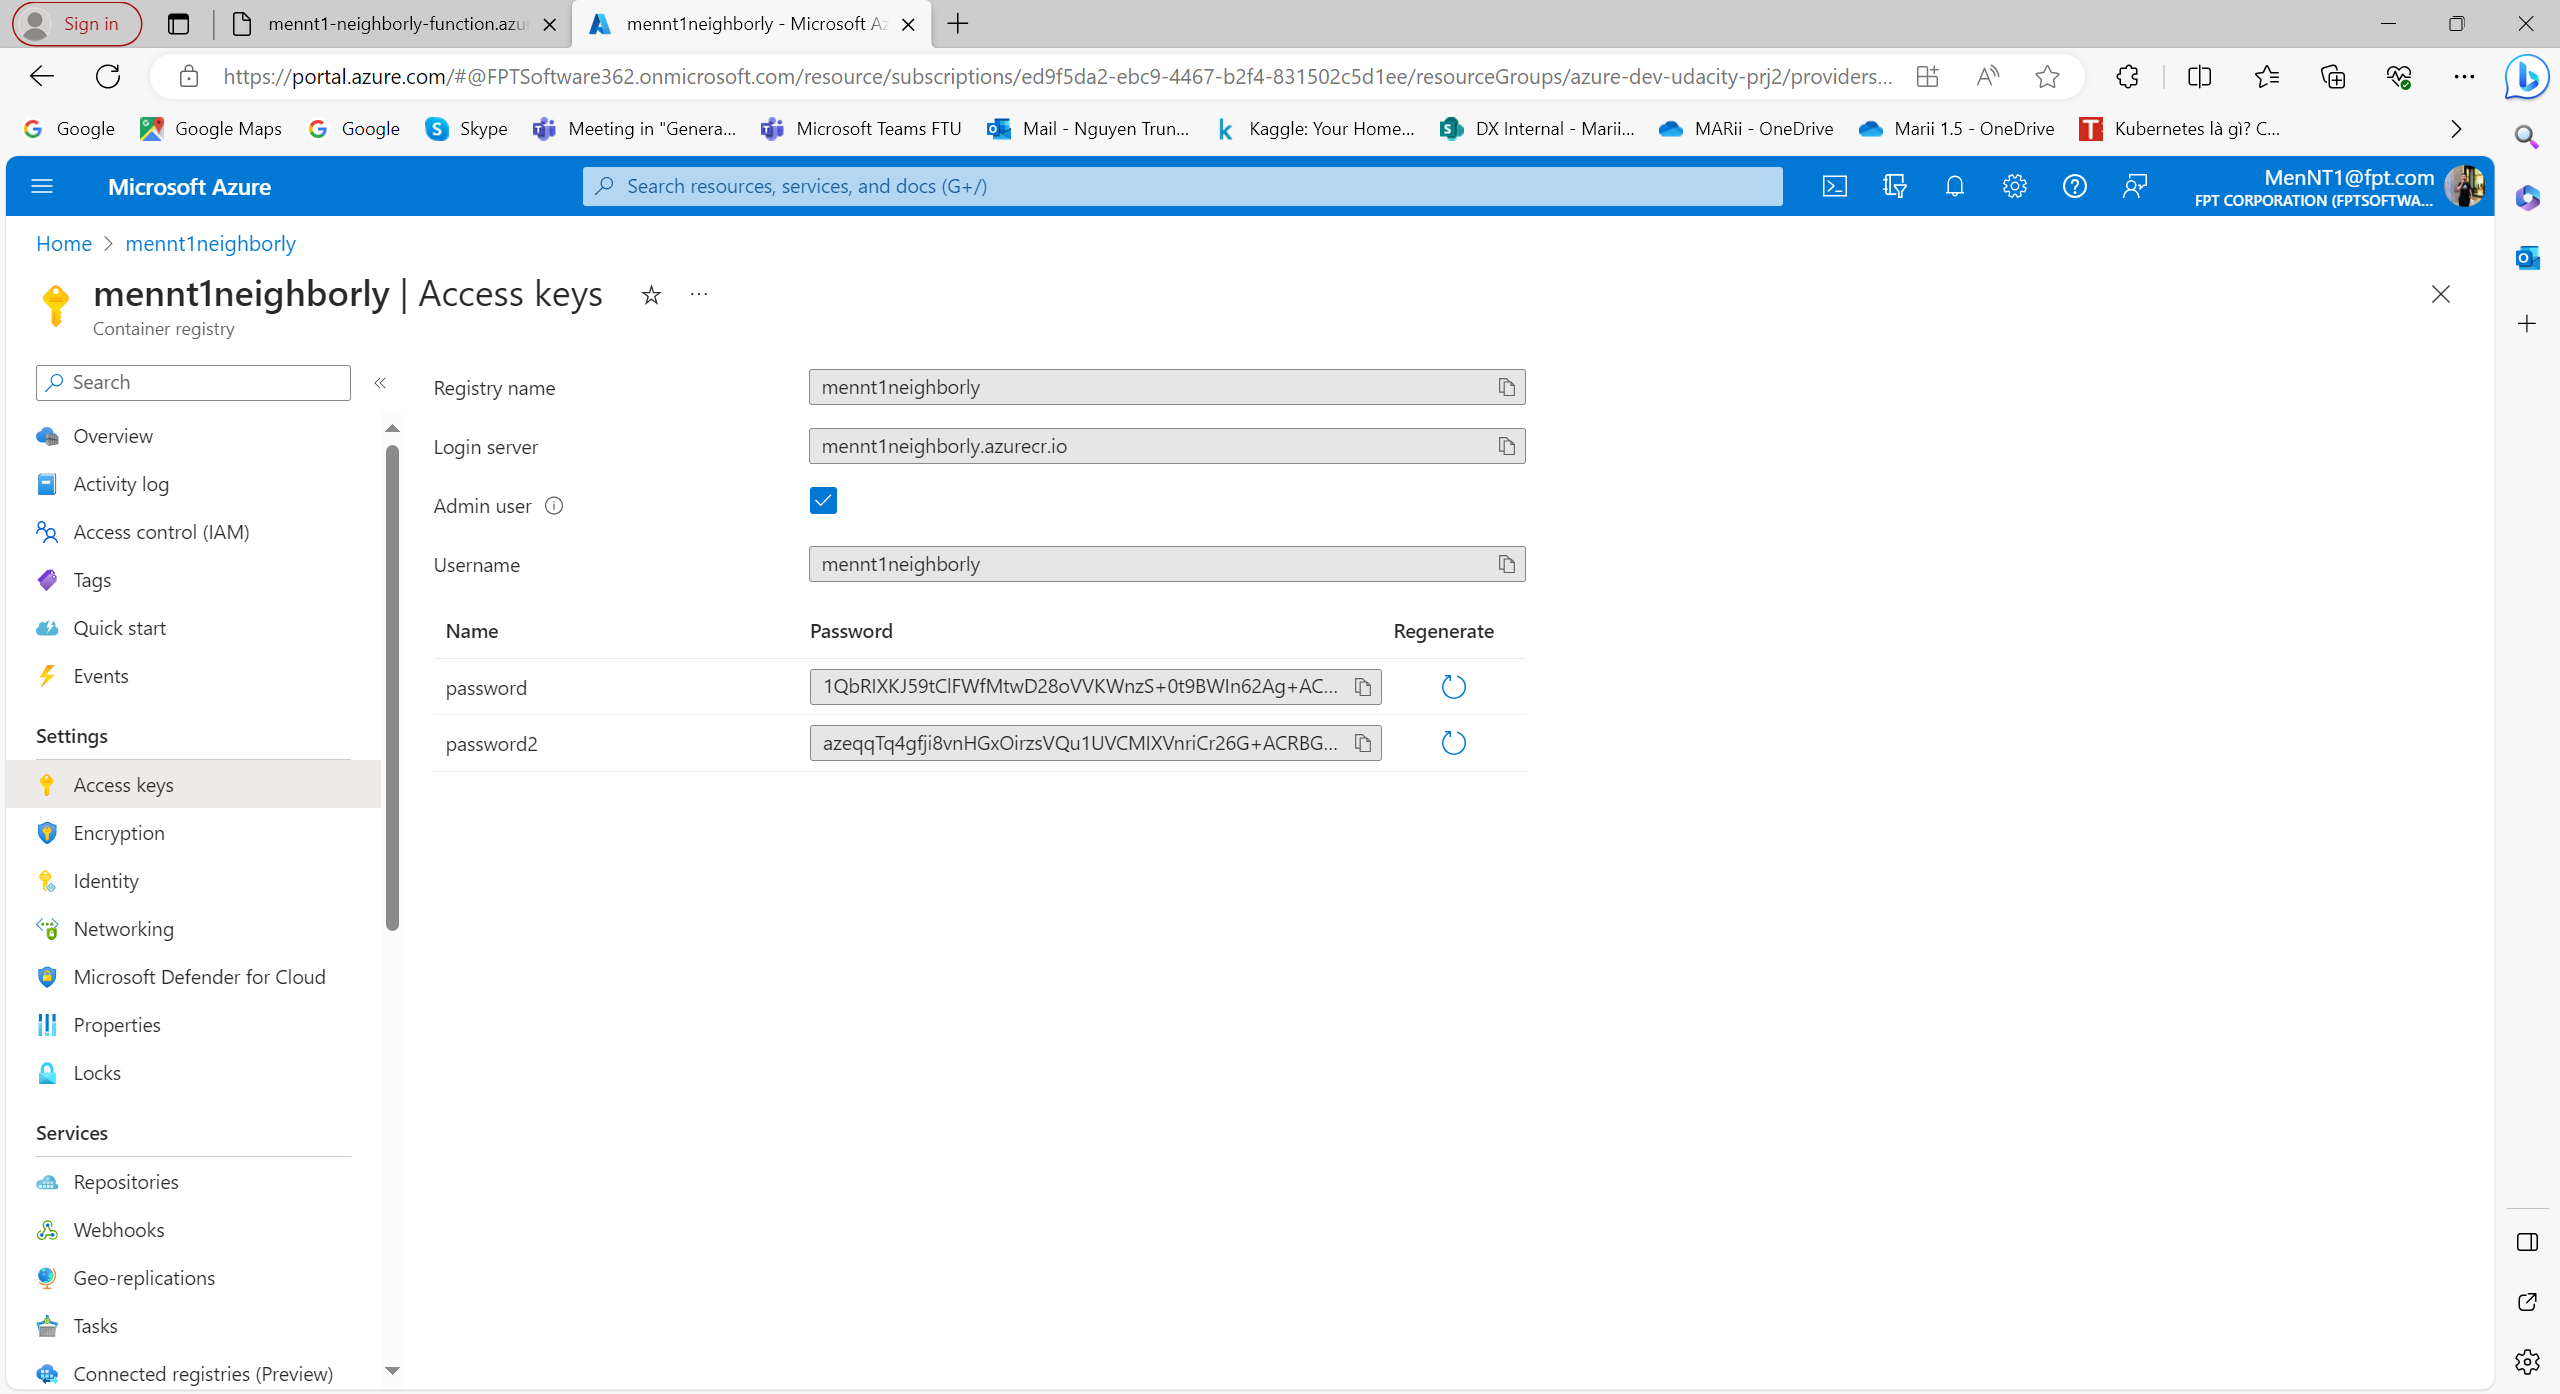 Sign in
mennt1-neighborly-function.azu
mennt1neighborly - Microsoft Az
https://portal.azure.com/#@FPTSoftware362.onmicrosoft.com/resource/subscriptions/ed9f5da2-ebc9-4467-b2f4-831502c5d1ee/resourceGroups/azure-dev-udacity-prj2/providers...
Google
Google Maps
Google
Skype
Meeting in "Genera...
Microsoft Teams FTU
Mail - Nguyen Trun...
Kaggle: Your Home...
DX Internal - Marii...
MARii - OneDrive
Marii 1.5 - OneDrive
Kubernetes là gì? C...
Microsoft Azure
Search resources, services, and docs (G+/)
MenNT1@fpt.com
FPT CORPORATION (FPTSOFTWA...
Home > mennt1neighborly
mennt1neighborly | Access keys
Container registry
Search
Overview
Activity log
Access control (IAM)
Tags
Quick start
Events
Settings
Access keys
Encryption
Identity
Networking
Microsoft Defender for Cloud
Properties
Locks
Services
Repositories
Webhooks
Geo-replications
Tasks
Connected registries (Preview)
Registry name
mennt1neighborly
Login server
mennt1neighborly.azurecr.io
Admin user
Username
mennt1neighborly
Name Password Regenerate
password
1QbRIXKJ59tClFWfMtwD28oVVKWnzS+0t9BWIn62Ag+AC...
password2
azeqqTq4gfji8vnHGxOirzsVQu1UVCMIXVnriCr26G+ACRBG...